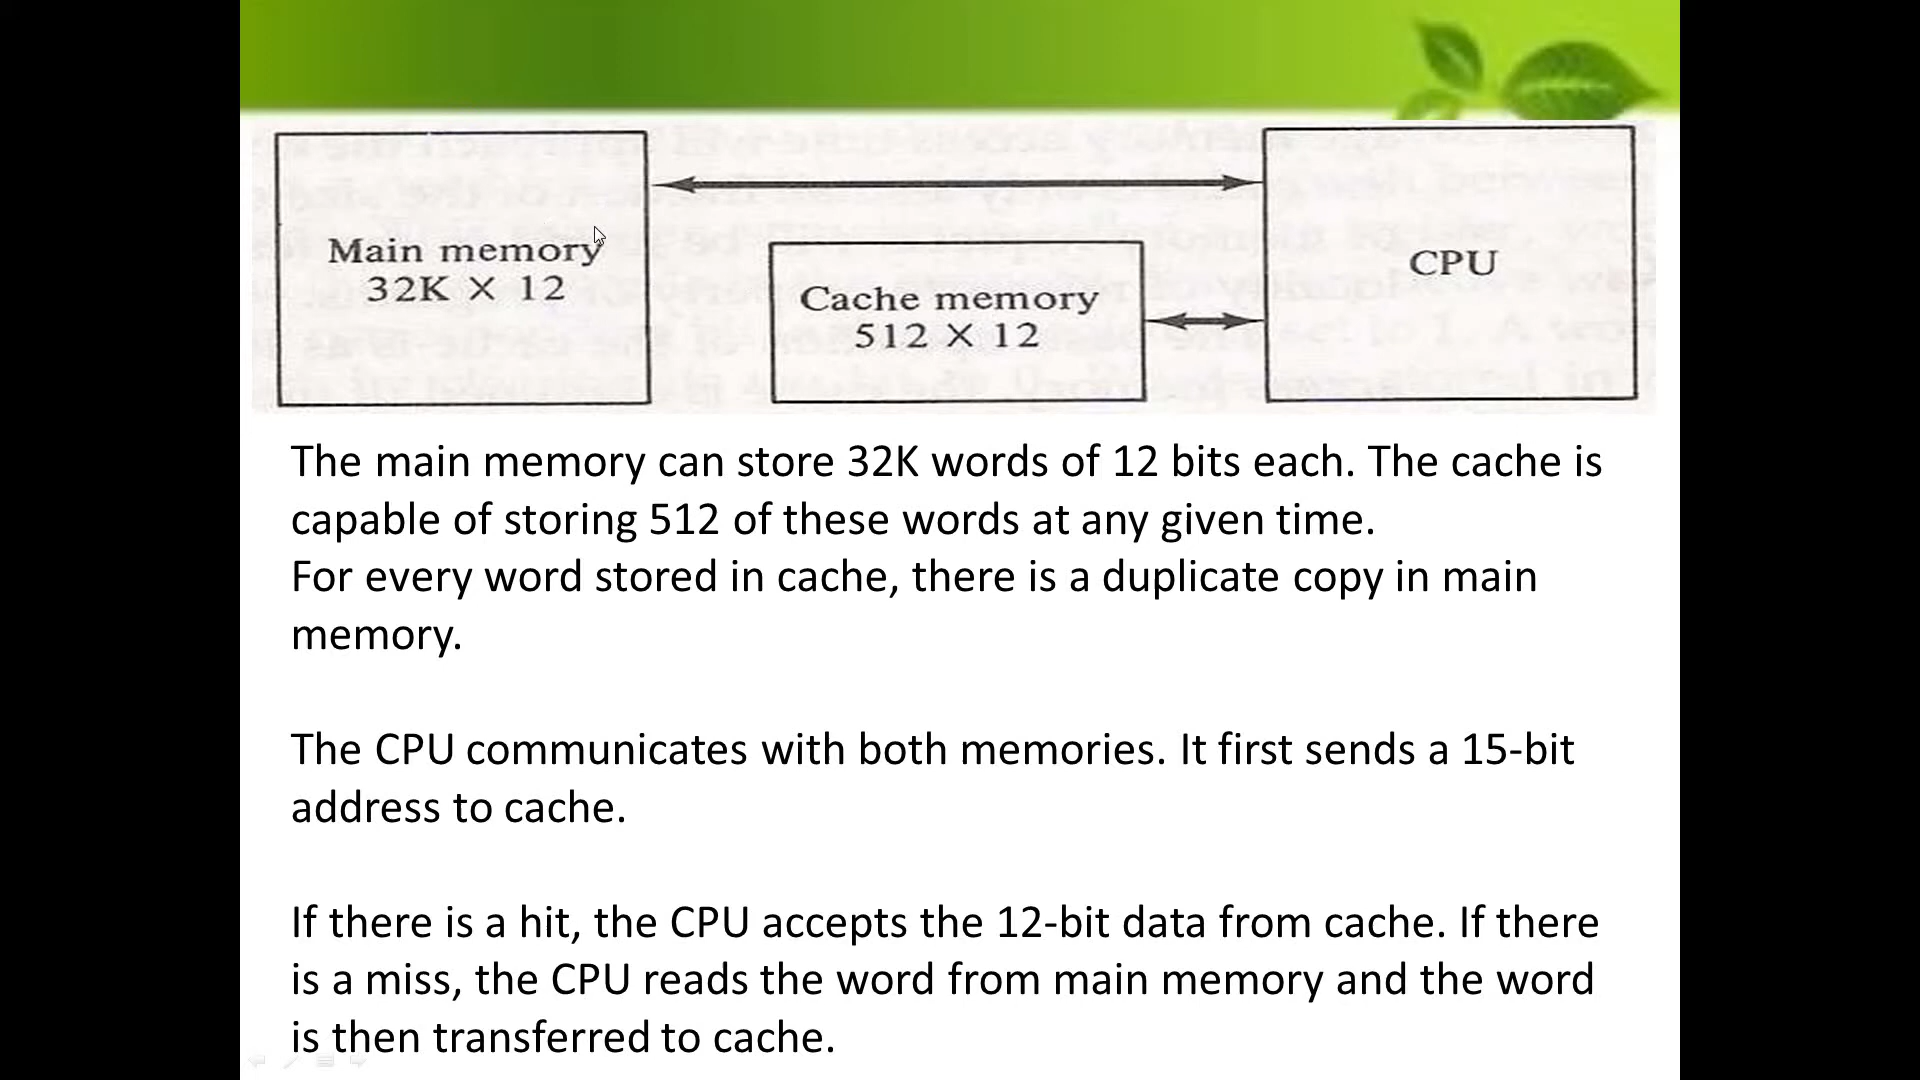 Main memory
32K X 12
Cache memory
512 X 12
CPU
The main memory can store 32K words of 12 bits each. The cache is
capable of storing 512 of these words at any given time.
For every word stored in cache, there is a duplicate copy in main
memory.
The CPU communicates with both memories. It first sends a 15-bit
address to cache.
If there is a hit, the CPU accepts the 12-bit data from cache. If there
is a miss, the CPU reads the word from main memory and the word
is then transferred to cache.